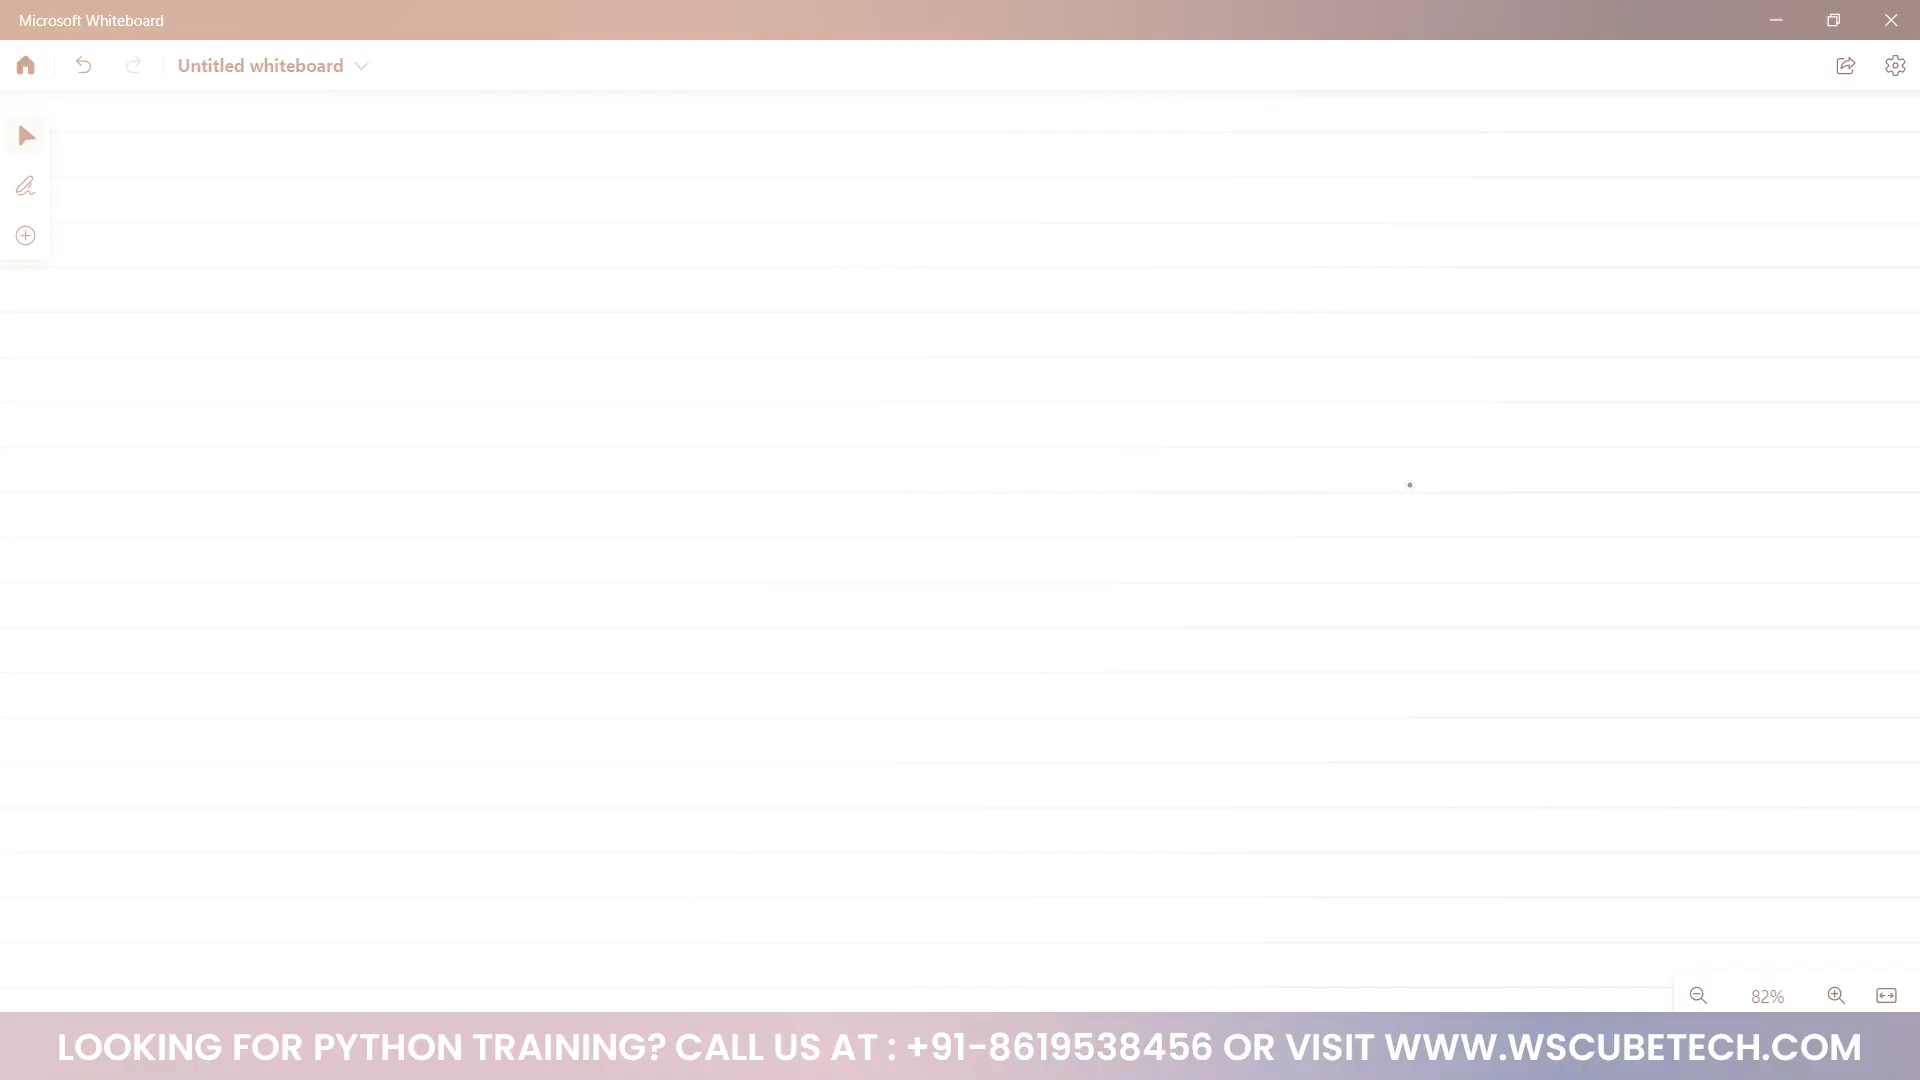 Microsoft Whiteboard
Untitled whiteboard
82%
LOOKING FOR PYTHON TRAINING? CALL US AT : +91-8619538456 OR VISIT WWW.WSCUBETECH.COM